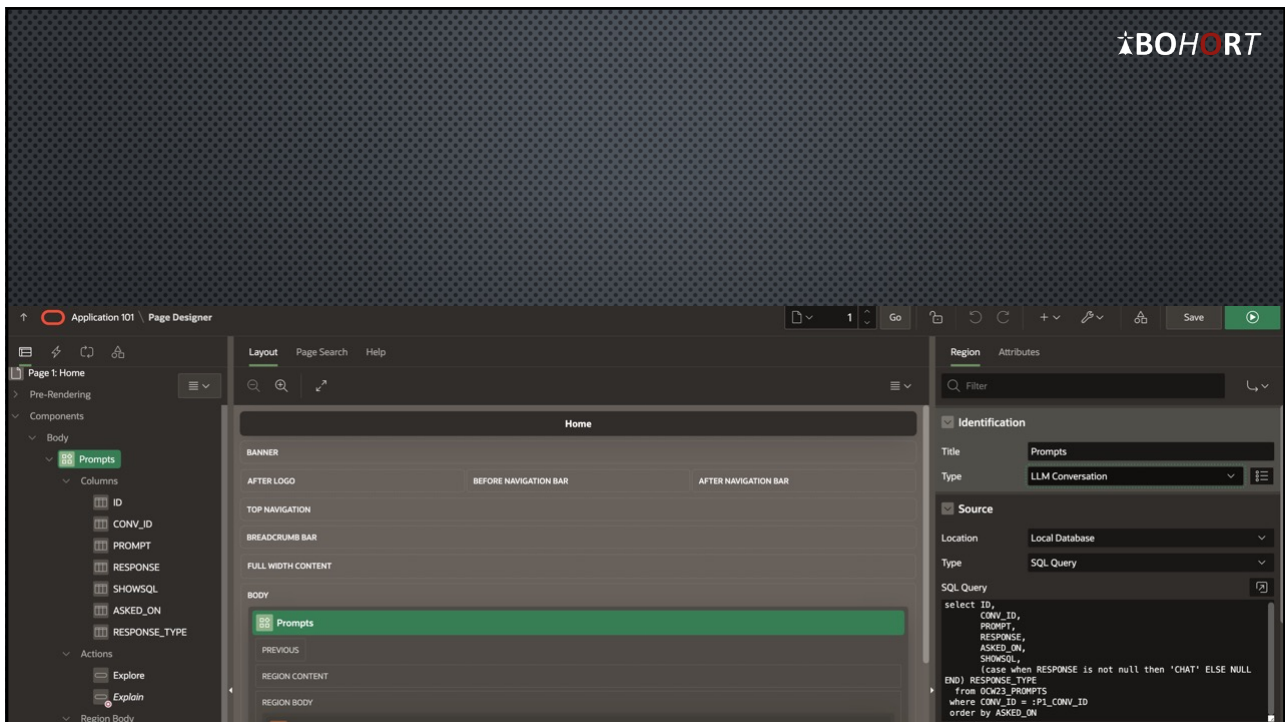 BOHORT
Application 101 \ Page Designer
1
Go
Save
Page 1: Home
Pre-Rendering
Components
Body
Prompts
Columns
ID
CONV_ID
PROMPT
RESPONSE
SHOWSQL
ASKED_ON
RESPONSE_TYPE
Actions
Explore
Explain
Region Body
Layout Page Search Help
Home
BANNER
AFTER LOGO BEFORE NAVIGATION BAR AFTER NAVIGATION BAR
TOP NAVIGATION
BREADCRUMB BAR
FULL WIDTH CONTENT
BODY
Prompts
PREVIOUS
REGION CONTENT
REGION BODY
Region Attributes
Filter
Identification
Title Prompts
Type LLM Conversation
Source
Location Local Database
Type SQL Query
SQL Query
select ID,
CONV_ID,
PROMPT,
RESPONSE,
ASKED_ON,
SHOWSQL,
(case when RESPONSE is not null then 'CHAT' ELSE NULL
END) RESPONSE_TYPE
from OCW23_PROMPTS
where CONV_ID = :P1_CONV_ID
order by ASKED_ON